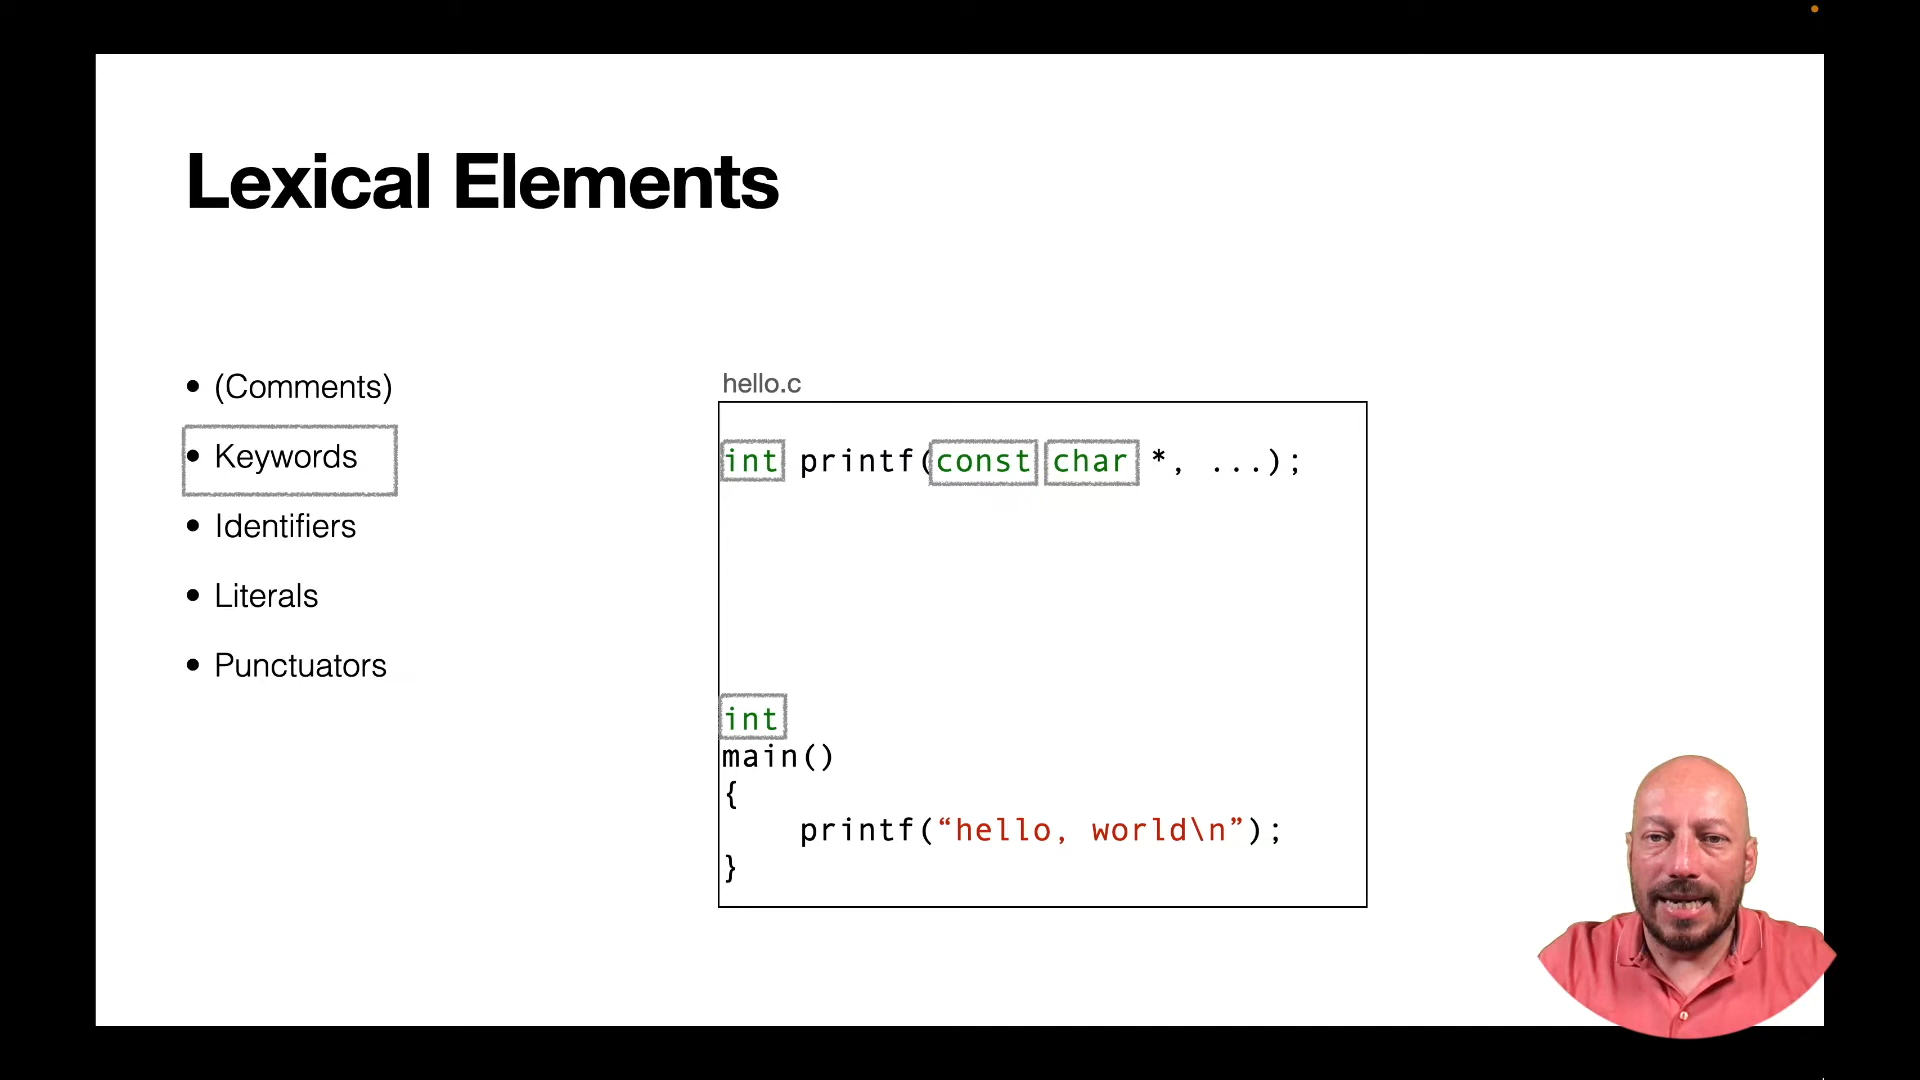 Lexical Elements
• (Comments)
• Keywords
• Identifiers
• Literals
• Punctuators
hello.c
int printf(const char *, ...);
int
main()
{
    printf(“hello, world\n”);
}